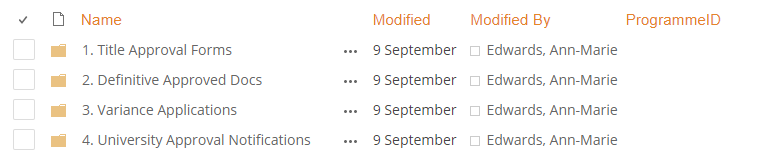 ✓ Name Modified Modified By ProgrammeID
1. Title Approval Forms ••• 9 September Edwards, Ann-Marie
2. Definitive Approved Docs ••• 9 September Edwards, Ann-Marie
3. Variance Applications ••• 9 September Edwards, Ann-Marie
4. University Approval Notifications ••• 9 September Edwards, Ann-Marie